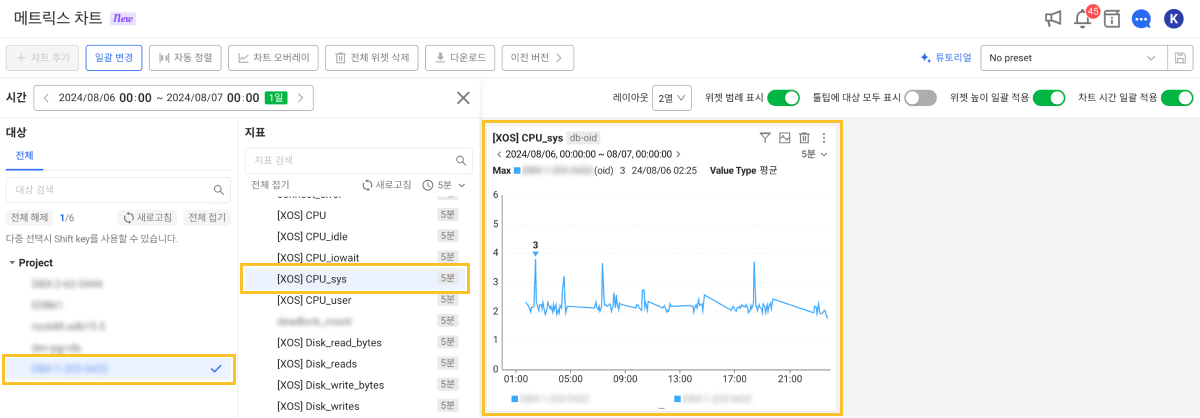 메트릭스 차트 New
45
K
차트 추가 일괄 변경 자동 정렬 차트 오버레이 전체 위젯 삭제 다운로드 이전 버전 튜토리얼 No preset
시간 2024/08/06 00:00 ~ 2024/08/07 00:00 1일
레이아웃 2열 위젯 범례 표시 툴팁에 대상 모두 표시 위젯 높이 일괄 적용 차트 시간 일괄 적용
대상
전체
대상 검색
전체 해제 1/6 새로고침 전체 접기
다중 선택시 Shift key를 사용할 수 있습니다.
Project
지표
지표 검색
전체 접기 새로고침 5분
[XOS] CPU 5분
[XOS] CPU_idle 5분
[XOS] CPU_iowait 5분
[XOS] CPU_sys 5분
[XOS] CPU_user 5분
5분
[XOS] Disk_read_bytes 5분
[XOS] Disk_reads 5분
[XOS] Disk_write_bytes 5분
[XOS] Disk_writes 5분
[XOS] CPU_sys db-oid
2024/08/06, 00:00:00 ~ 08/07, 00:00:00 5분
Max (oid) 3 24/08/06 02:25 Value Type 평균
6
5
4
3
2
1
0
3
01:00 05:00 09:00 13:00 17:00 21:00